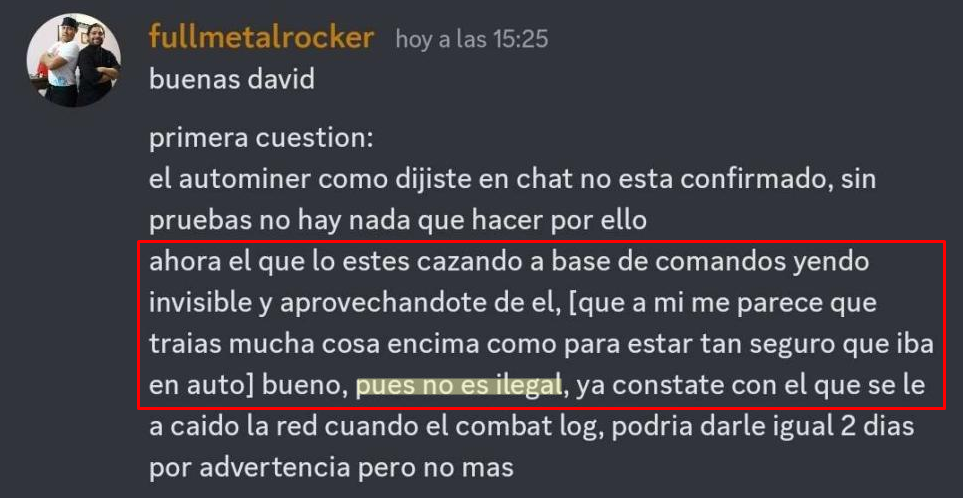 fullmetalrocker hoy a las 15:25
buenas david
primera cuestion:
el autominer como dijiste en chat no esta confirmado, sin
pruebas no hay nada que hacer por ello
ahora el que lo estes cazando a base de comandos yendo
invisible y aprovechandote de el, [que a mi me parece que
traias mucha cosa encima como para estar tan seguro que iba
en auto] bueno, pues no es ilegal, ya constate con el que se le
a caido la red cuando el combat log, podria darle igual 2 dias
por advertencia pero no mas